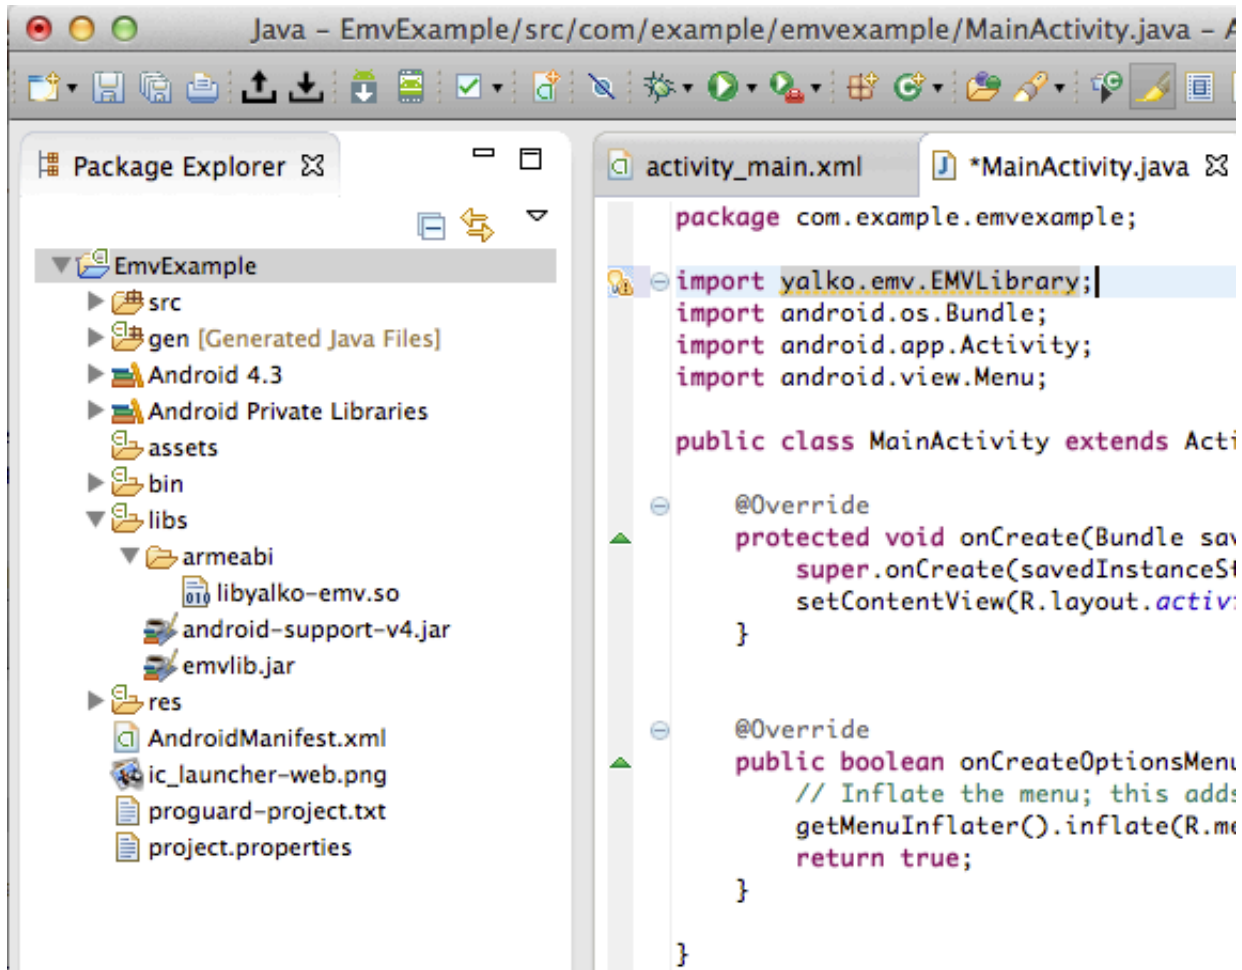 Java – EmvExample/src/com/example/emvexample/MainActivity.java –
Package Explorer
EmvExample
src
gen [Generated Java Files]
Android 4.3
Android Private Libraries
assets
bin
libs
armeabi
libyalko-emv.so
android-support-v4.jar
emvlib.jar
res
AndroidManifest.xml
ic_launcher-web.png
proguard-project.txt
project.properties
activity_main.xml
*MainActivity.java
package com.example.emvexample;
import yalko.emv.EMVLibrary;
import android.os.Bundle;
import android.app.Activity;
import android.view.Menu;
public class MainActivity extends Acti
@Override
protected void onCreate(Bundle sav
super.onCreate(savedInstanceSt
setContentView(R.layout.activi
}
@Override
public boolean onCreateOptionsMenu
// Inflate the menu; this adds
getMenuInflater().inflate(R.me
return true;
}
}